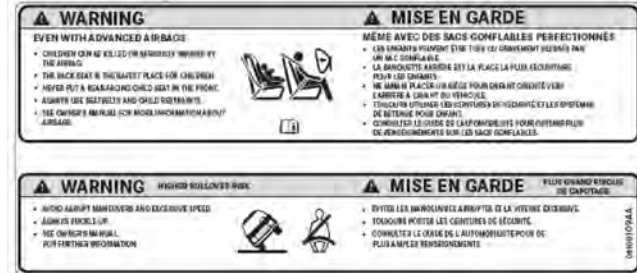 WARNING
EVEN WITH ADVANCED AIRBAGS
• CHILDREN CAN BE KILLED OR SERIOUSLY INJURED BY
THE AIRBAG.
• THE BACK SEAT IS THE SAFEST PLACE FOR CHILDREN.
• NEVER PUT A REAR-FACING CHILD SEAT IN THE FRONT.
• ALWAYS USE SEATBELTS AND CHILD RESTRAINTS.
• SEE OWNER'S MANUAL FOR MORE INFORMATION ABOUT
AIRBAGS.
MISE EN GARDE
MÊME AVEC DES SACS GONFLABLES PERFECTIONNÉS
• LES ENFANTS PEUVENT ÊTRE TUÉS OU GRAVEMENT BLESSÉS PAR
UN SAC GONFLABLE.
• LA BANQUETTE ARRIÈRE EST LA PLACE LA PLUS SÉCURITAIRE
POUR LES ENFANTS.
• NE JAMAIS PLACER UN SIÈGE POUR ENFANT ORIENTÉ VERS
L'ARRIÈRE À L'AVANT DU VÉHICULE.
• TOUJOURS UTILISER LES CEINTURES DE SÉCURITÉ ET LES SYSTÈMES
DE RETENUE POUR ENFANT.
• CONSULTER LE GUIDE DE L'AUTOMOBILISTE POUR OBTENIR PLUS
DE RENSEIGNEMENTS SUR LES SACS GONFLABLES.
WARNING HIGHER ROLLOVER RISK
• AVOID ABRUPT MANEUVERS AND EXCESSIVE SPEED.
• ALWAYS BUCKLE UP.
• SEE OWNER'S MANUAL
FOR FURTHER INFORMATION.
MISE EN GARDE PLUS GRAND RISQUE
DE CAPOTAGE
• ÉVITER LES MANOEUVRES ABRUPTES ET LA VITESSE EXCESSIVE.
• TOUJOURS PORTER LES CEINTURES DE SÉCURITÉ.
• CONSULTER LE GUIDE DE L'AUTOMOBILISTE POUR DE
PLUS AMPLES RENSEIGNEMENTS.